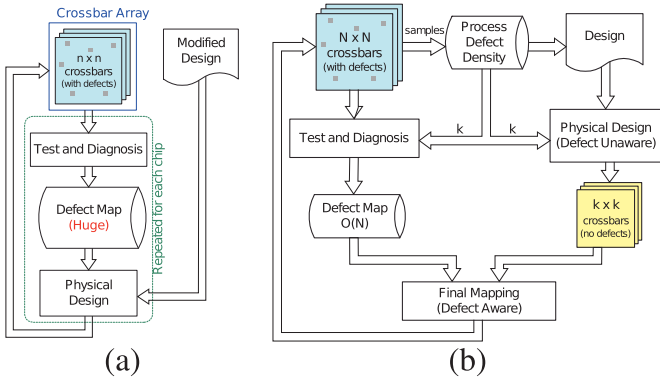 Crossbar Array
n x n
crossbars
(with defects)
Modified
Design
Test and Diagnosis
Defect Map
(Huge)
Physical
Design
Repeated for each chip
(a)
N x N
crossbars
(with defects)
samples
Process
Defect
Density
Design
k
k
Test and Diagnosis
Physical Design
(Defect Unaware)
Defect Map
O(N)
k x k
crossbars
(no defects)
Final Mapping
(Defect Aware)
(b)